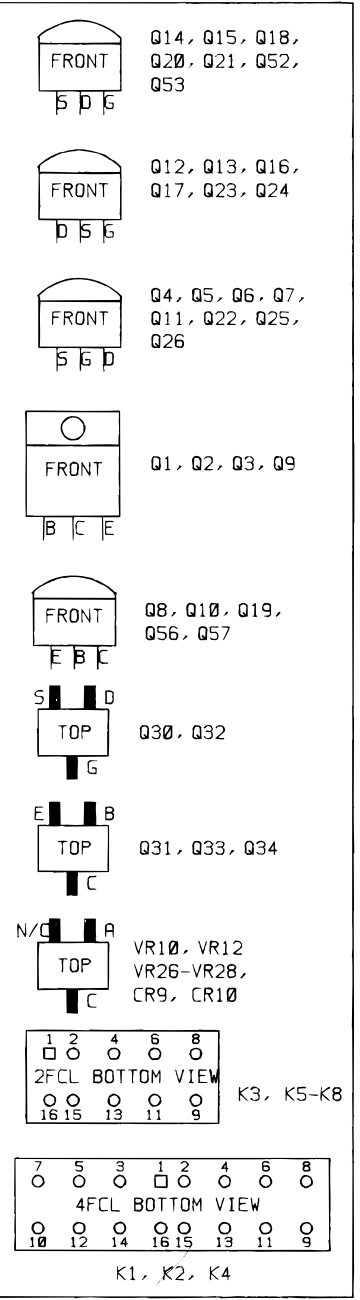 Q14, Q15, Q18,
FRONT Q20, Q21, Q52,
Q53
S D G
Q12, Q13, Q16,
FRONT Q17, Q23, Q24
D S G
Q4, Q5, Q6, Q7,
FRONT Q11, Q22, Q25,
Q26
S G D
FRONT Q1, Q2, Q3, Q9
B C E
FRONT Q8, Q10, Q19,
Q56, Q57
E B C
S D
TOP Q30, Q32
G
E B
TOP Q31, Q33, Q34
C
N/C A
TOP VR10, VR12
VR26-VR28,
C CR9, CR10
1 2 4 6 8
2FCL BOTTOM VIEW
K3, K5-K8
16 15 13 11 9
7 5 3 1 2 4 6 8
4FCL BOTTOM VIEW
10 12 14 16 15 13 11 9
K1, K2, K4